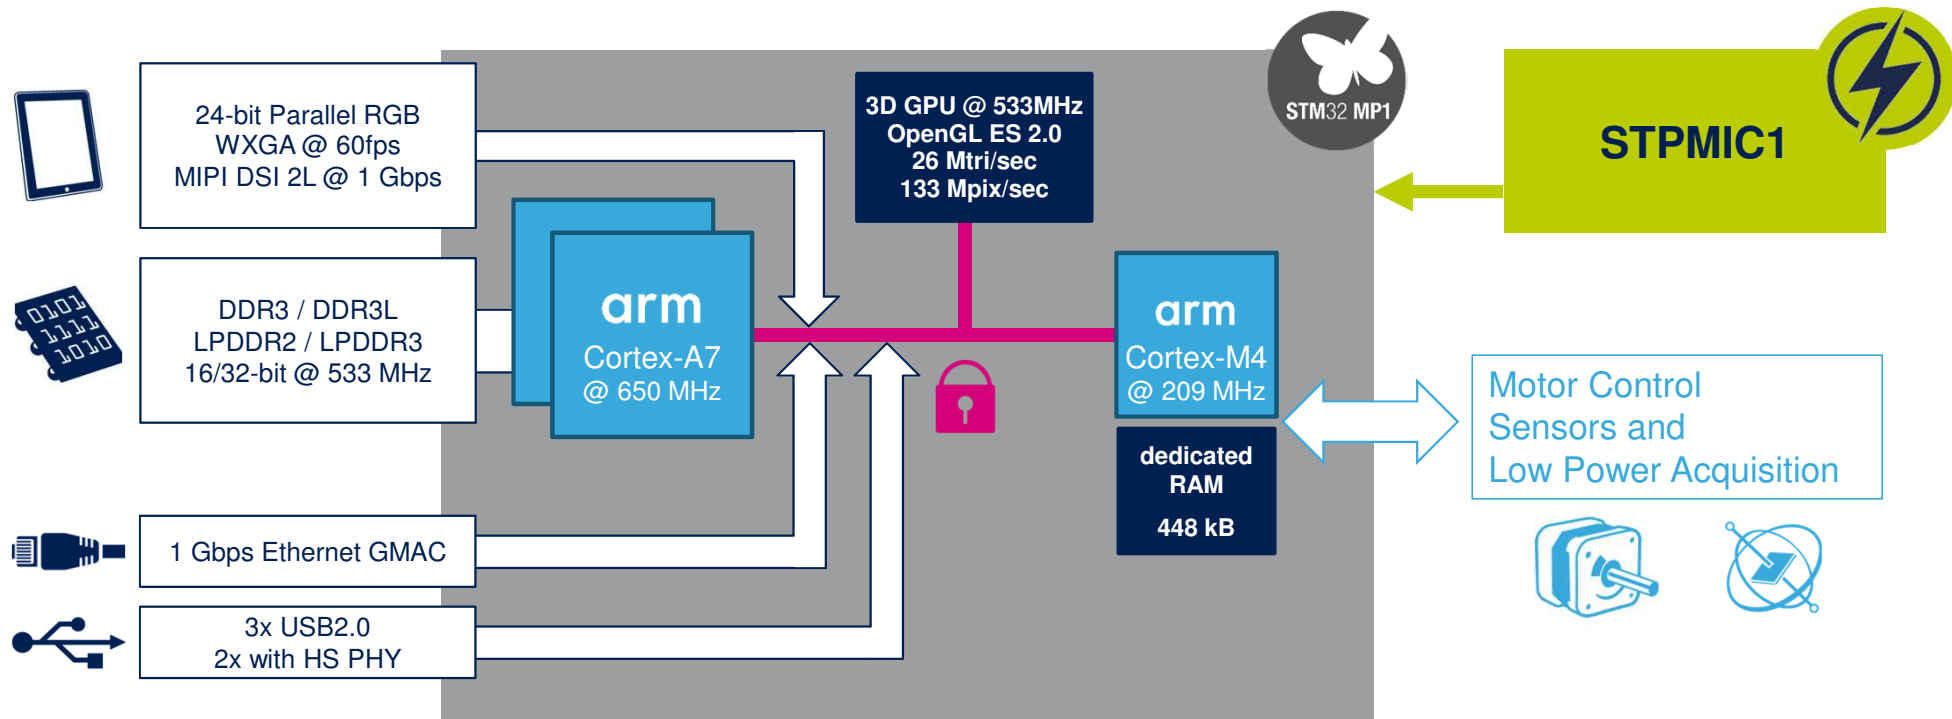 24-bit Parallel RGB
WXGA @ 60fps
MIPI DSI 2L @ 1 Gbps
DDR3 / DDR3L
LPDDR2 / LPDDR3
16/32-bit @ 533 MHz
1 Gbps Ethernet GMAC
3x USB2.0
2x with HS PHY
0101
1111
1010
arm
Cortex-A7
@ 650 MHz
3D GPU @ 533MHz
OpenGL ES 2.0
26 Mtri/sec
133 Mpix/sec
arm
Cortex-M4
@ 209 MHz
dedicated
RAM
448 kB
STM32 MP1
STPMIC1
Motor Control
Sensors and
Low Power Acquisition